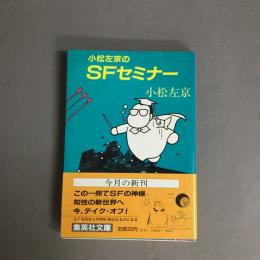 小松左京の
SFセミナー
小松左京
今月の新刊
この一冊でSFの神様
知性の新世界へ
今、テイク・オフ!
集英社文庫